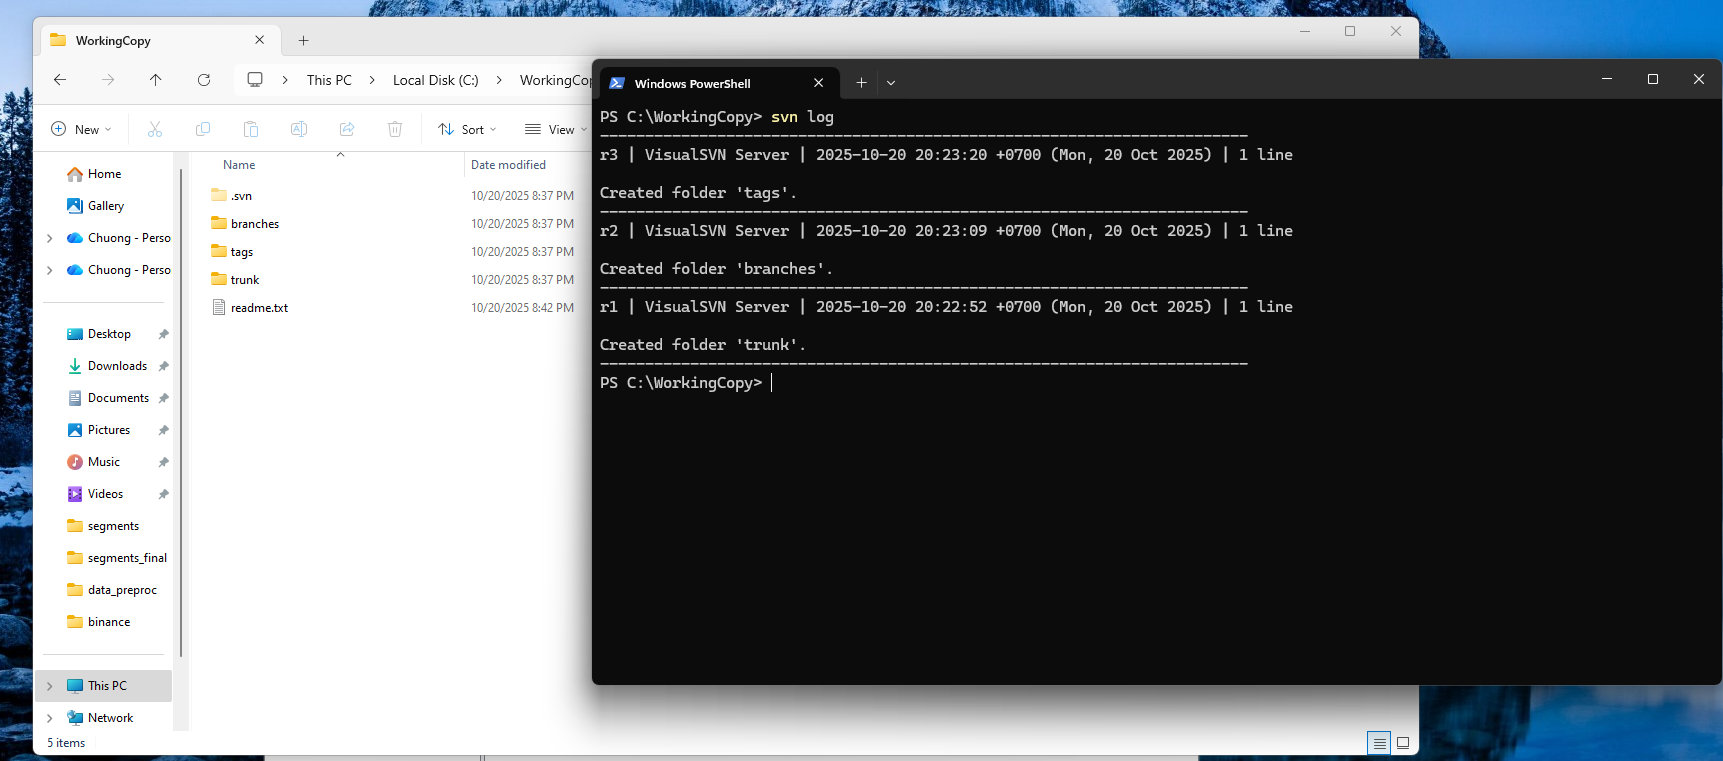 WorkingCopy
This PC > Local Disk (C:) > WorkingCop
New Sort View
Name Date modified
Home
Gallery
Chuong - Perso
Chuong - Perso
Desktop
Downloads
Documents
Pictures
Music
Videos
segments
segments_final
data_preproc
binance
This PC
Network
.svn 10/20/2025 8:37 PM
branches 10/20/2025 8:37 PM
tags 10/20/2025 8:37 PM
trunk 10/20/2025 8:37 PM
readme.txt 10/20/2025 8:42 PM
5 items
Windows PowerShell
PS C:\WorkingCopy> svn log
------------------------------------------------------------------------
r3 | VisualSVN Server | 2025-10-20 20:23:20 +0700 (Mon, 20 Oct 2025) | 1 line
Created folder 'tags'.
------------------------------------------------------------------------
r2 | VisualSVN Server | 2025-10-20 20:23:09 +0700 (Mon, 20 Oct 2025) | 1 line
Created folder 'branches'.
------------------------------------------------------------------------
r1 | VisualSVN Server | 2025-10-20 20:22:52 +0700 (Mon, 20 Oct 2025) | 1 line
Created folder 'trunk'.
------------------------------------------------------------------------
PS C:\WorkingCopy>